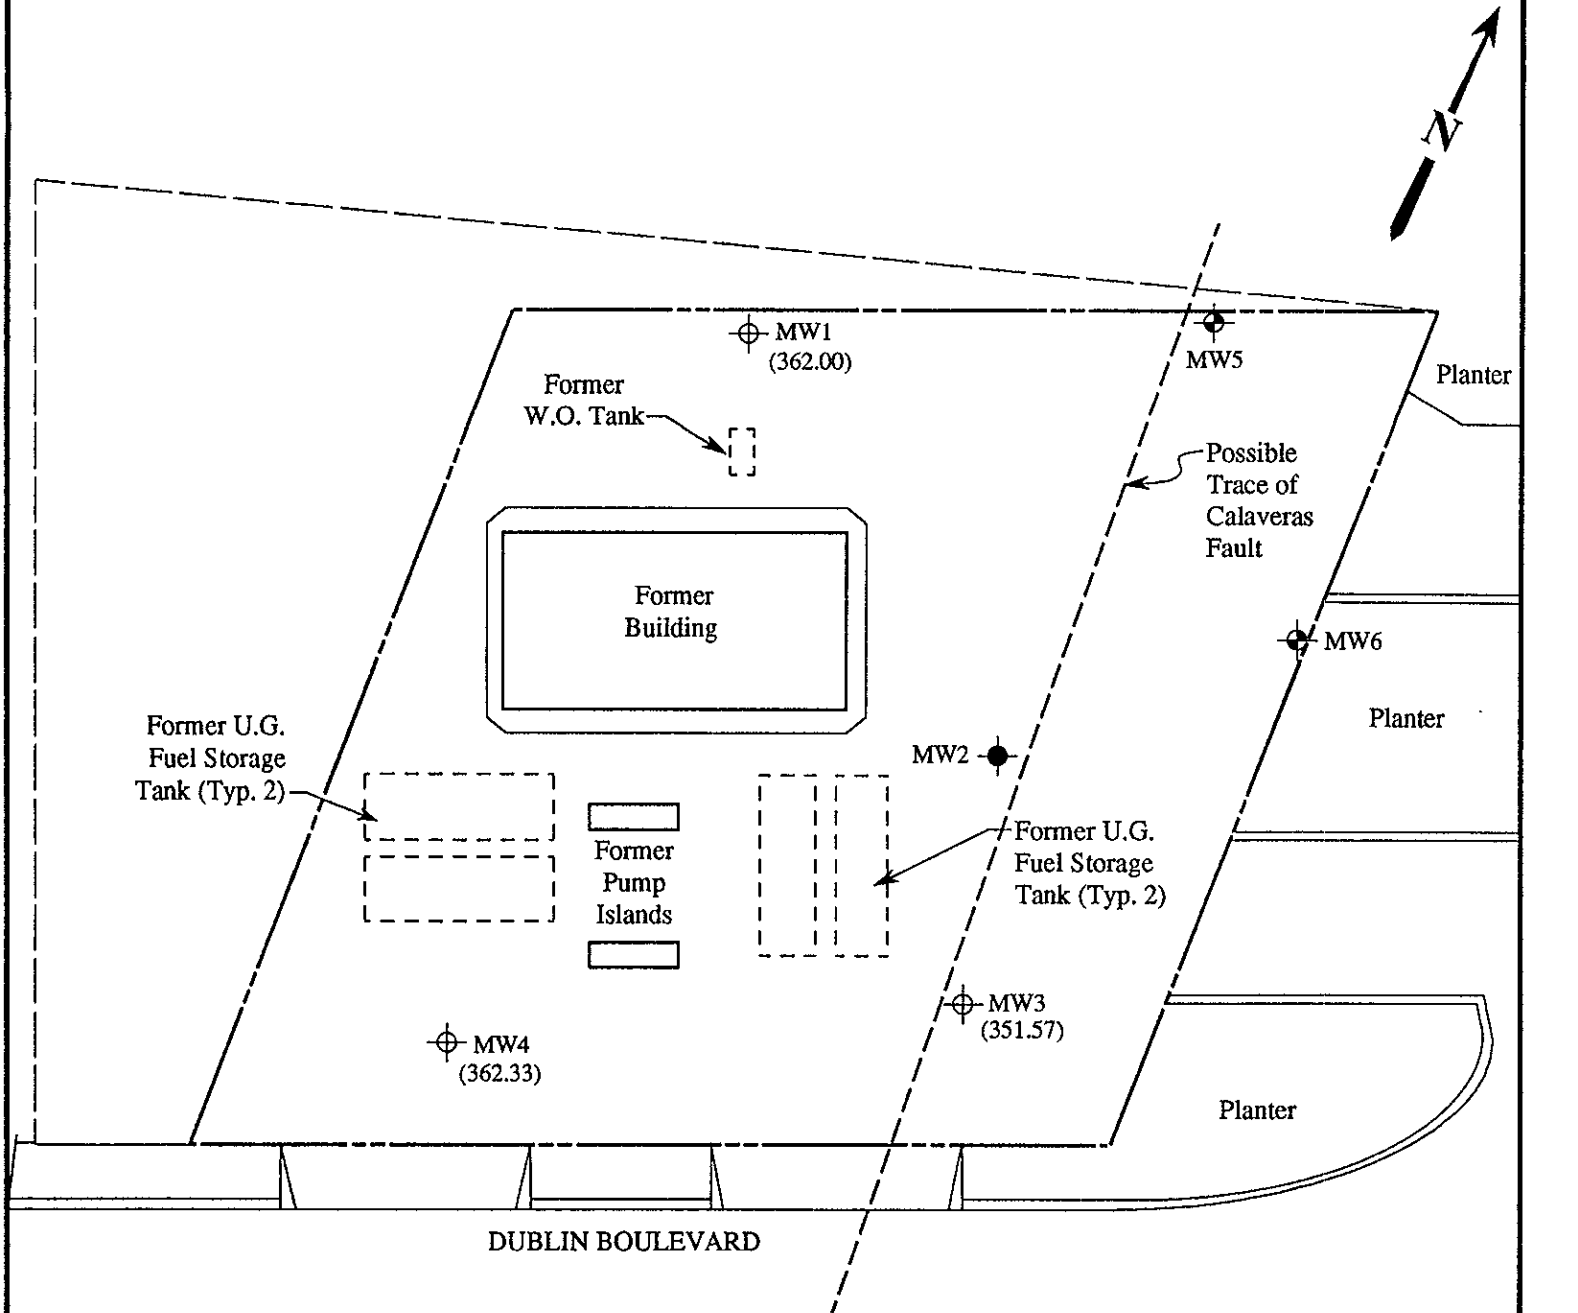 N
MW1
(362.00)
MW5
Planter
Former
W.O. Tank
Possible
Trace of
Calaveras
Fault
Former
Building
MW6
Planter
Former U.G.
Fuel Storage
Tank (Typ. 2)
MW2
Former
Pump
Islands
Former U.G.
Fuel Storage
Tank (Typ. 2)
MW3
(351.57)
MW4
(362.33)
Planter
DUBLIN BOULEVARD